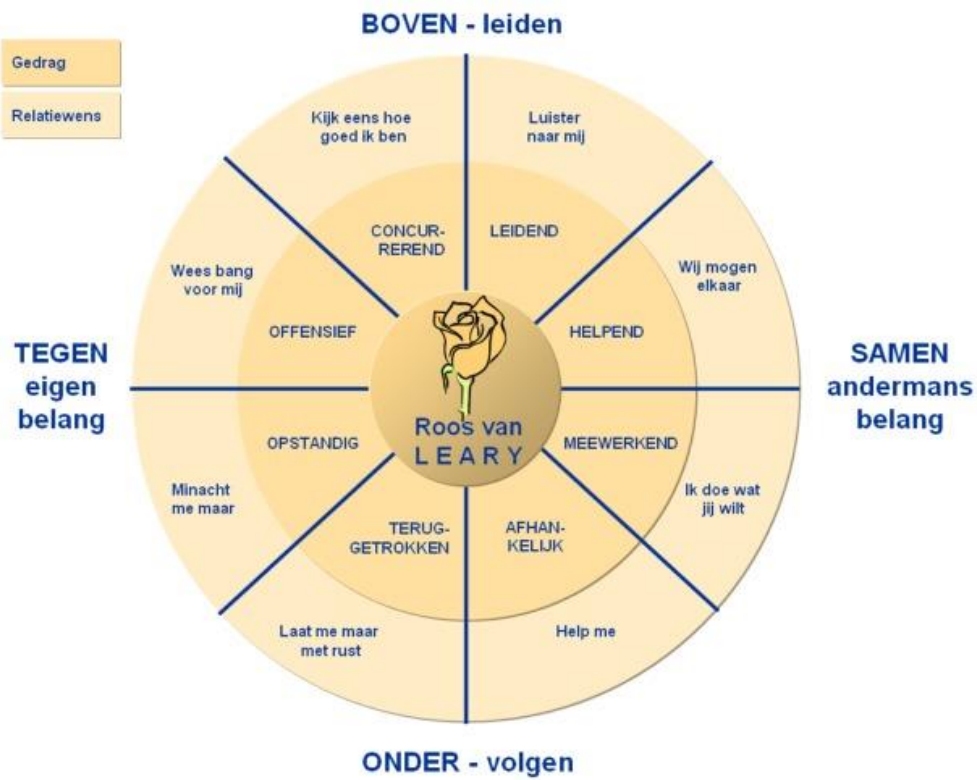 BOVEN - leiden
Gedrag
Relatiewens
Kijk eens hoe
goed ik ben
Luister
naar mij
CONCUR-
REREND
LEIDEND
Wees bang
voor mij
Wij mogen
elkaar
OFFENSIEF
HELPEND
TEGEN
eigen
belang
SAMEN
andermans
belang
Roos van
LEARY
OPSTANDIG
MEEWERKEND
Minacht
me maar
Ik doe wat
jij wilt
TERUG-
GETROKKEN
AFHAN-
KELIJK
Laat me maar
met rust
Help me
ONDER - volgen